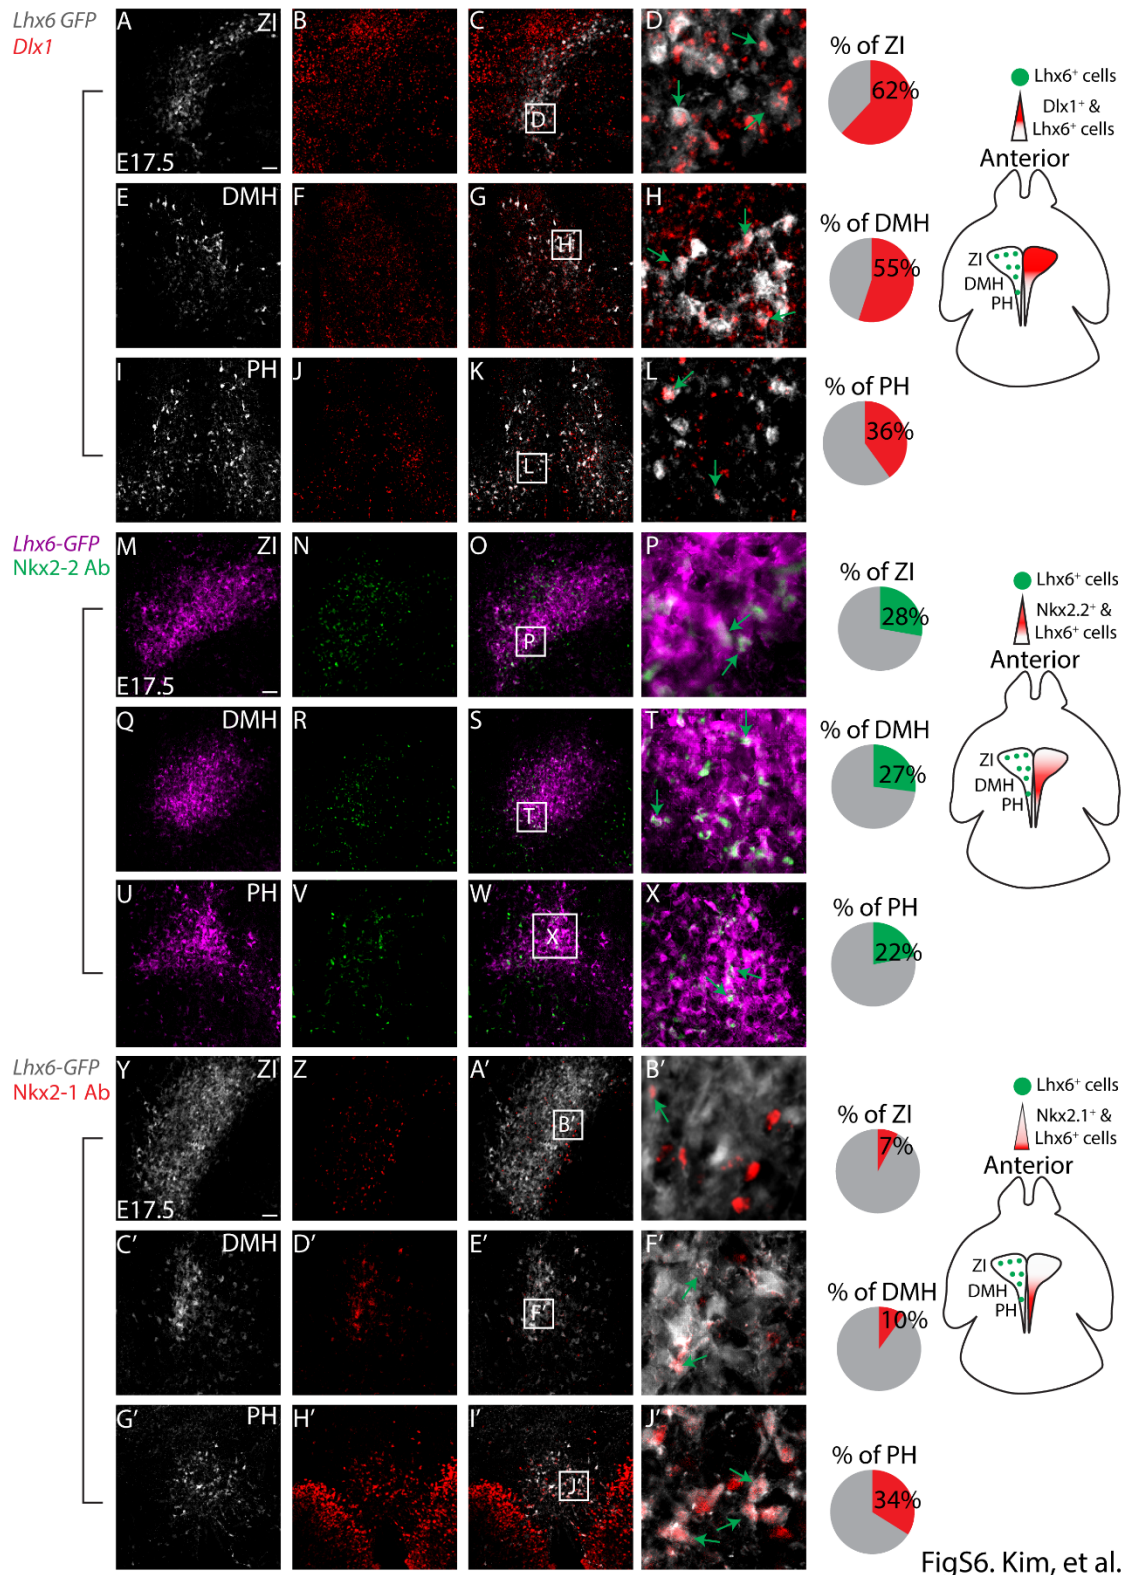 Lhx6 GFP
Dlx1
A ZI B C D
D
E17.5
% of ZI
62%
Lhx6⁺ cells
Dlx1⁺ &
Lhx6⁺ cells
Anterior
ZI
DMH
PH
E DMH F G H
H
% of DMH
55%
I PH J K L
L
% of PH
36%
Lhx6-GFP
Nkx2-2 Ab
M ZI N O P
P
E17.5
% of ZI
28%
Lhx6⁺ cells
Nkx2.2⁺ &
Lhx6⁺ cells
Anterior
ZI
DMH
PH
Q DMH R S T
T
% of DMH
27%
U PH V W X
X
% of PH
22%
Lhx6-GFP
Nkx2-1 Ab
Y ZI Z A′ B′
B′
E17.5
% of ZI
7%
Lhx6⁺ cells
Nkx2.1⁺ &
Lhx6⁺ cells
Anterior
ZI
DMH
PH
C′ DMH D′ E′ F′
F′
% of DMH
10%
G′ PH H′ I′ J′
J′
% of PH
34%
FigS6. Kim, et al.